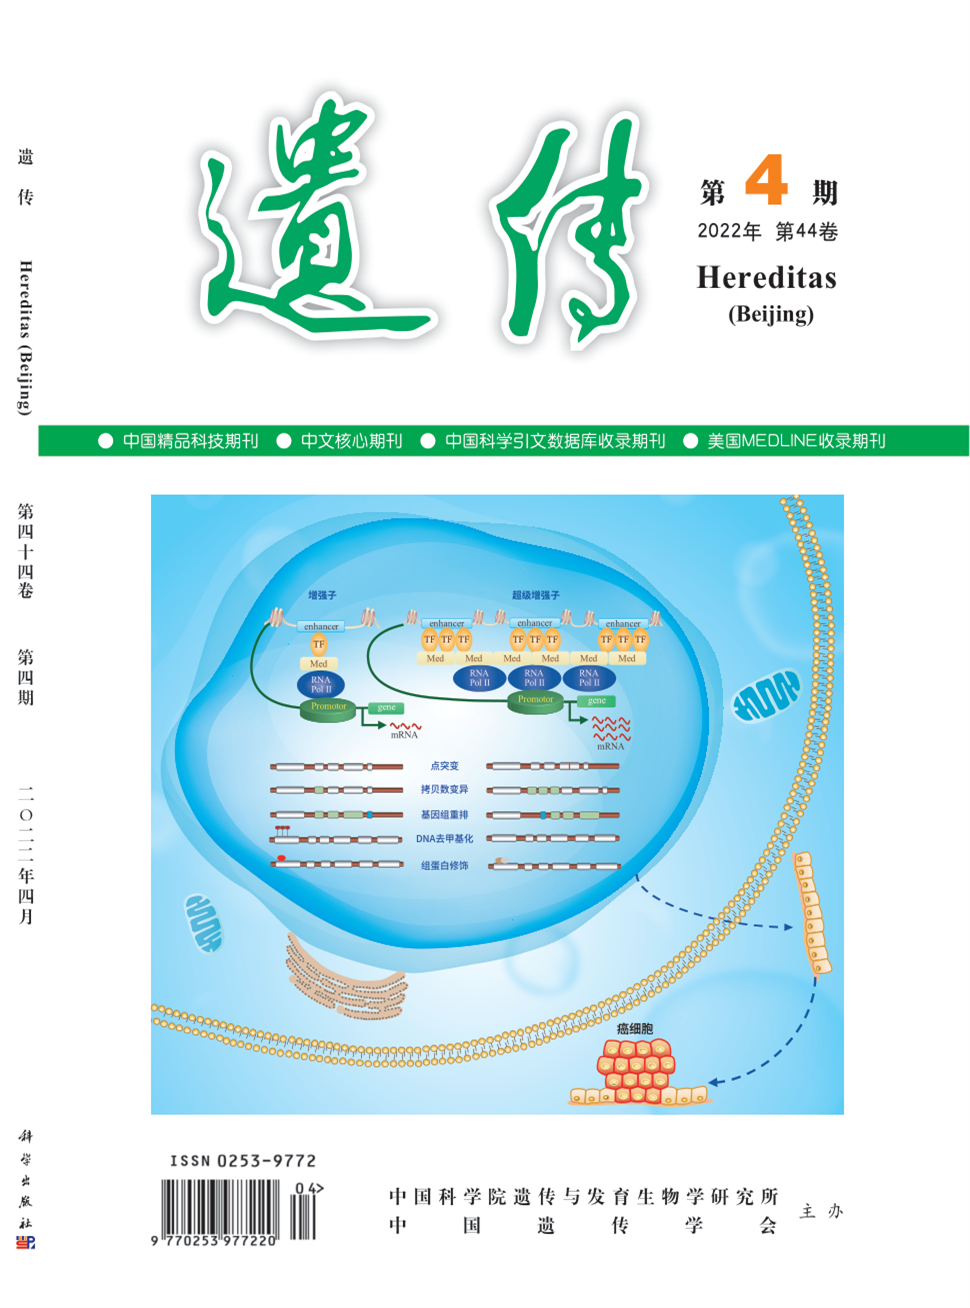 遺傳
第4期
2022年 第44卷
Hereditas
(Beijing)
遗传
Hereditas (Beijing)
第四十四卷
第四期
二〇二二年四月
科学出版社
● 中国精品科技期刊 ● 中文核心期刊 ● 中国科学引文数据库收录期刊 ● 美国MEDLINE收录期刊
增强子
超级增强子
enhancer
enhancer
enhancer
enhancer
TF
TF TF TF
TF TF TF
TF TF TF
Med
Med Med Med Med Med Med
RNA
Pol II
RNA
Pol II
RNA
Pol II
RNA
Pol II
Promotor
gene
Promotor
gene
mRNA
mRNA
点突变
拷贝数变异
基因组重排
DNA去甲基化
组蛋白修饰
癌细胞
ISSN 0253-9772
04>
9 770253 977220
中国科学院遗传与发育生物学研究所
中国遗传学会
主办